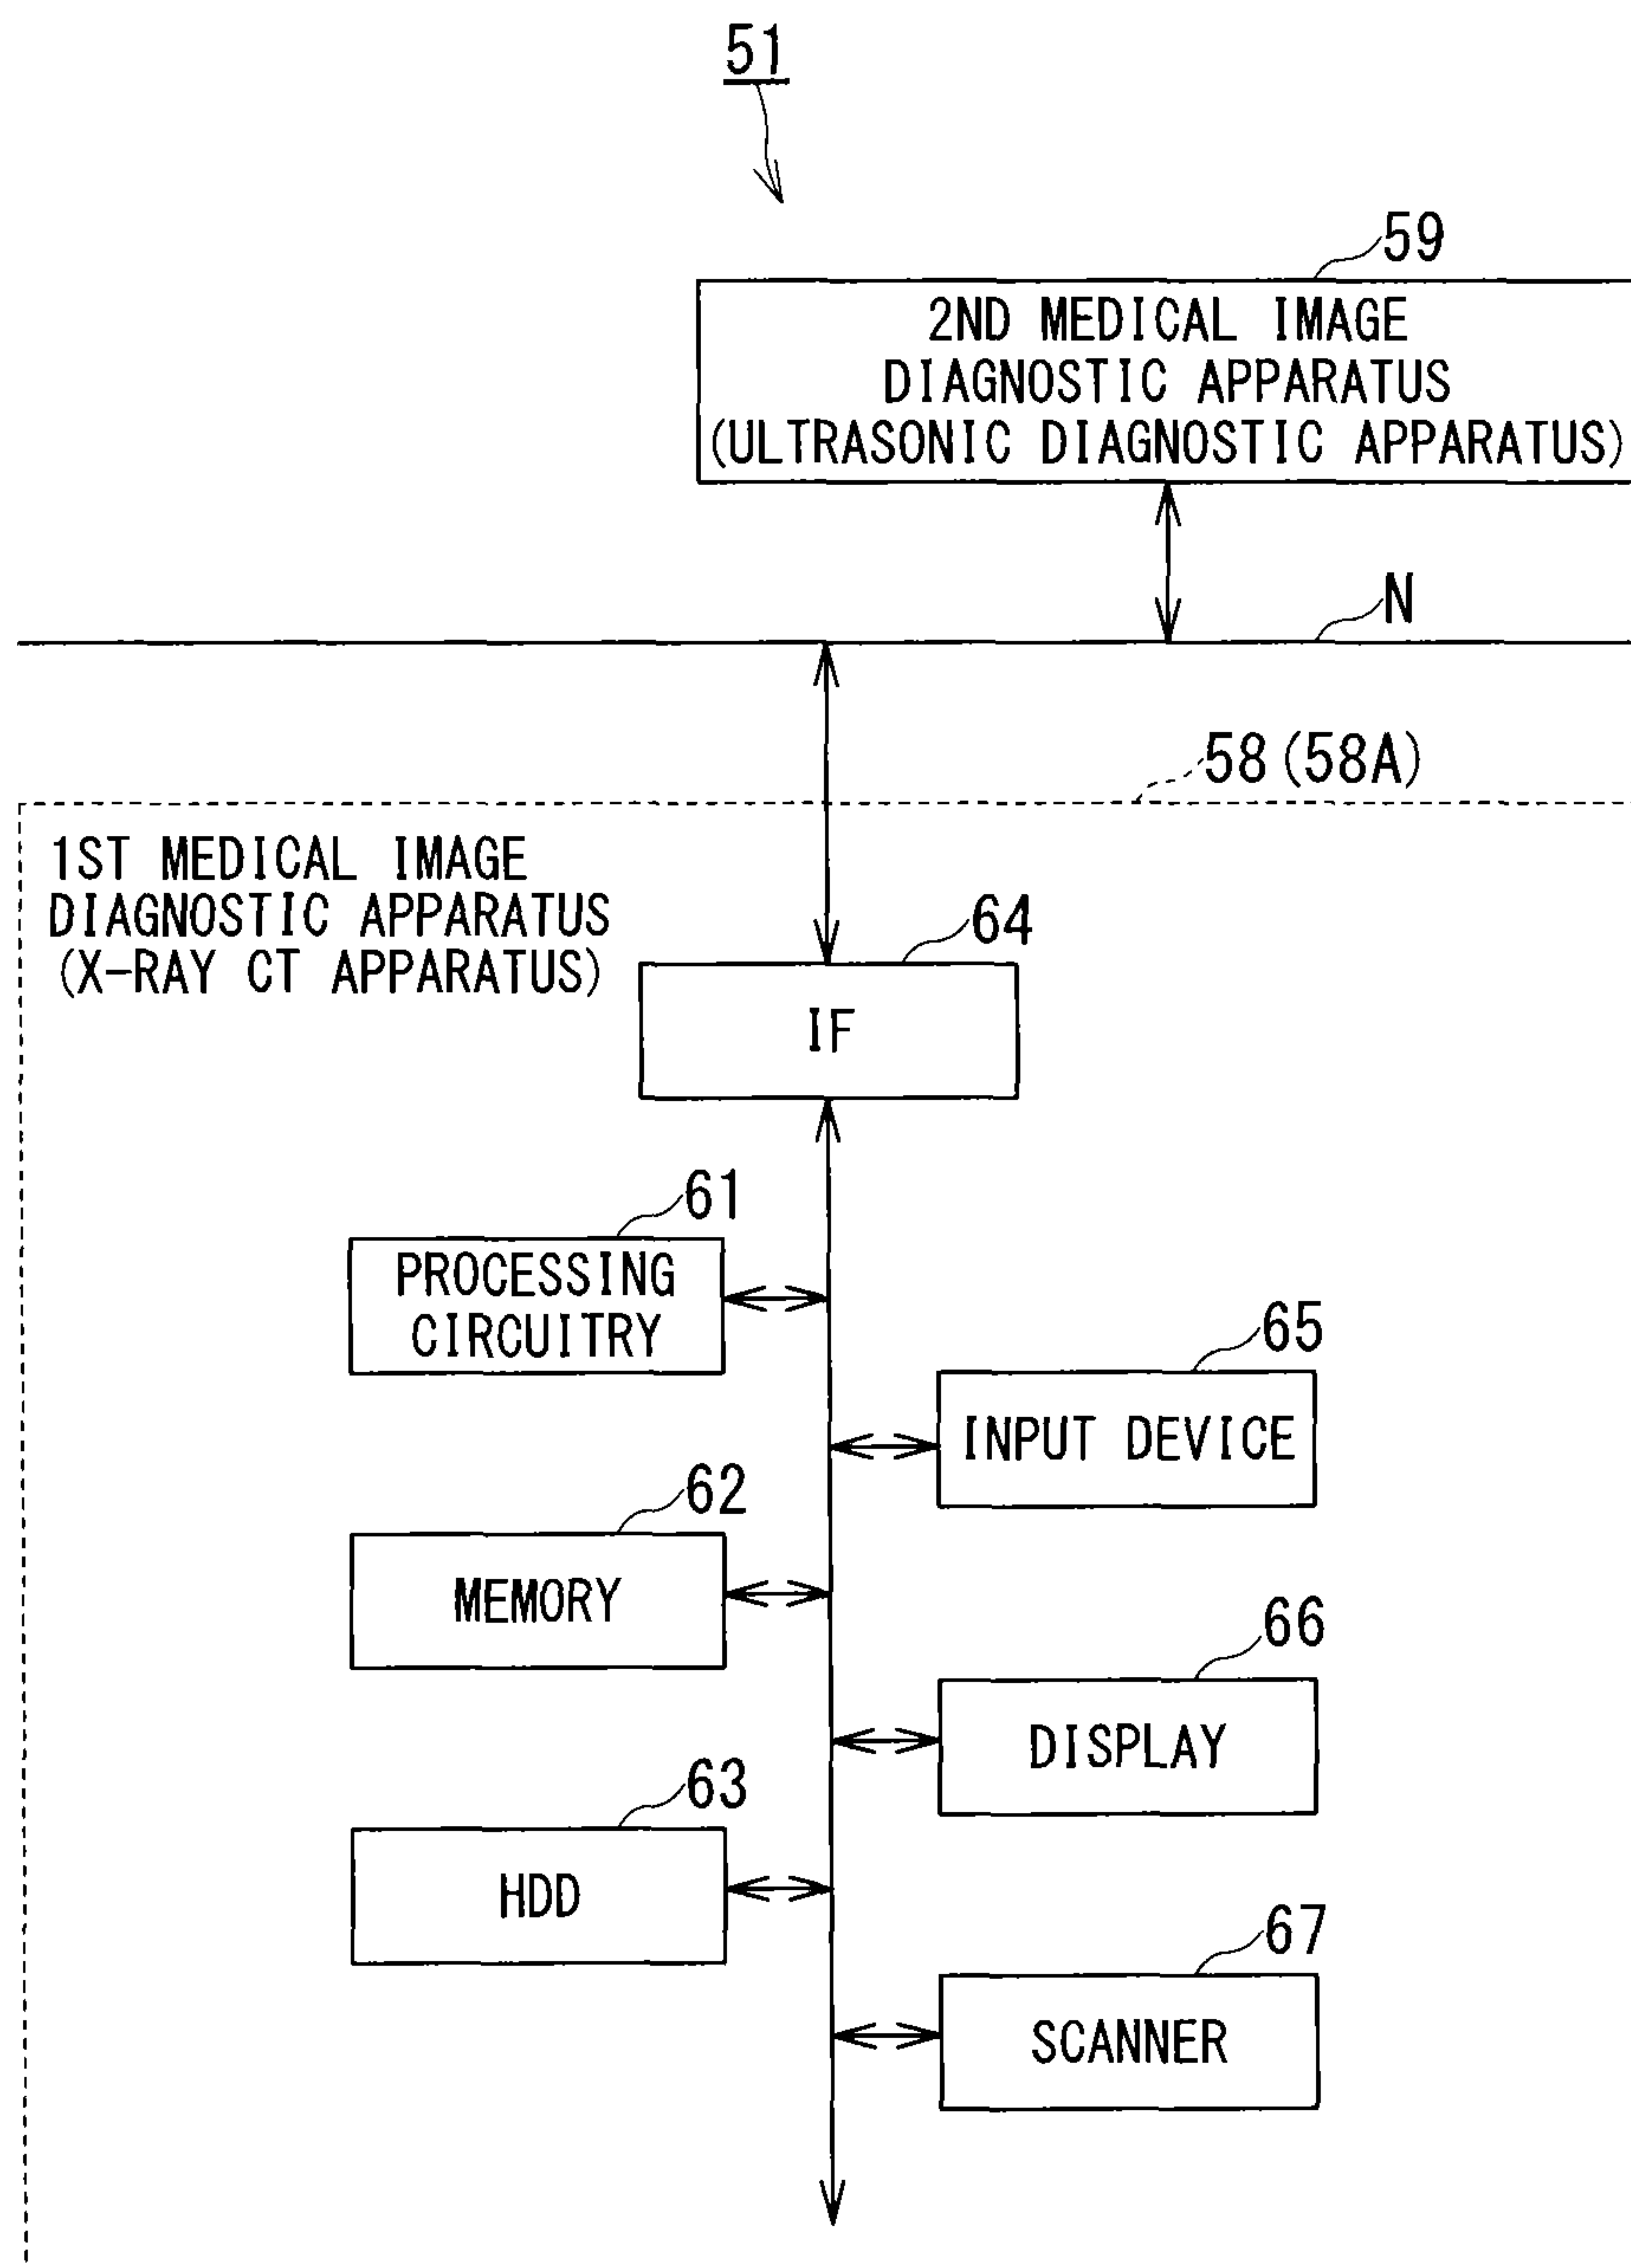 51
59
2ND MEDICAL IMAGE
DIAGNOSTIC APPARATUS
(ULTRASONIC DIAGNOSTIC APPARATUS)
N
58(58A)
1ST MEDICAL IMAGE
DIAGNOSTIC APPARATUS
(X-RAY CT APPARATUS)
64
IF
61
PROCESSING
CIRCUITRY
65
INPUT DEVICE
62
MEMORY
66
DISPLAY
63
HDD
67
SCANNER